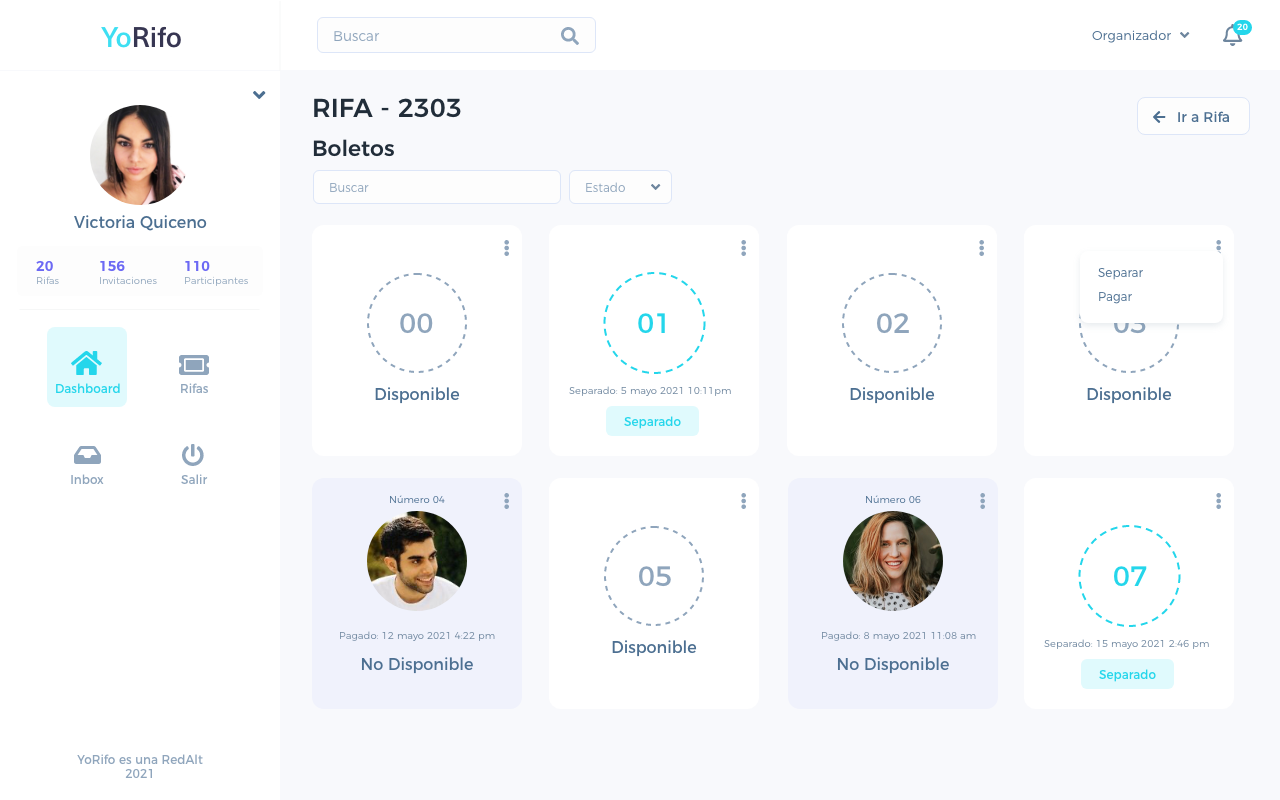 YoRifo
Buscar
Organizador
20
Victoria Quiceno
20
Rifas
156
Invitaciones
110
Participantes
Dashboard
Rifas
Inbox
Salir
YoRifo es una RedAlt
2021
RIFA - 2303
Ir a Rifa
Boletos
Buscar
Estado
00
Disponible
01
Separado: 5 mayo 2021 10:11pm
Separado
02
Disponible
Separar
Pagar
03
Disponible
Número 04
Pagado: 12 mayo 2021 4:22 pm
No Disponible
05
Disponible
Número 06
Pagado: 8 mayo 2021 11:08 am
No Disponible
07
Separado: 15 mayo 2021 2:46 pm
Separado